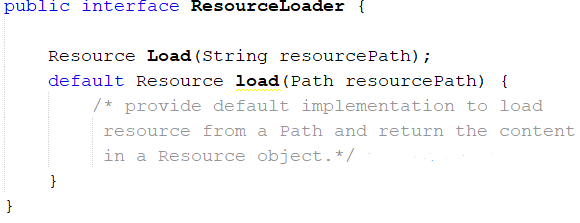 public interface ResourceLoader {
Resource Load(String resourcePath);
default Resource load(Path resourcePath) {
/* provide default implementation to load
resource from a Path and return the content
in a Resource object.*/
}
}